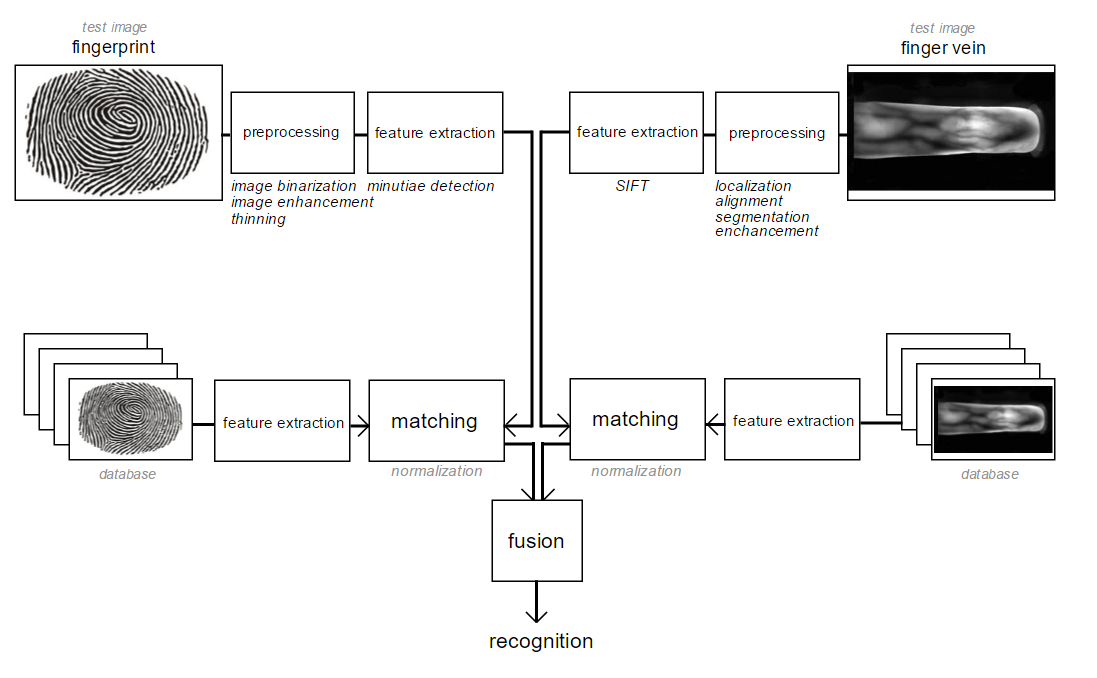 test image
fingerprint
test image
finger vein
preprocessing
feature extraction
feature extraction
preprocessing
image binarization
image enhancement
thinning
minutiae detection
SIFT
localization
alignment
segmentation
enchancement
feature extraction
matching
matching
feature extraction
database
normalization
normalization
database
fusion
recognition